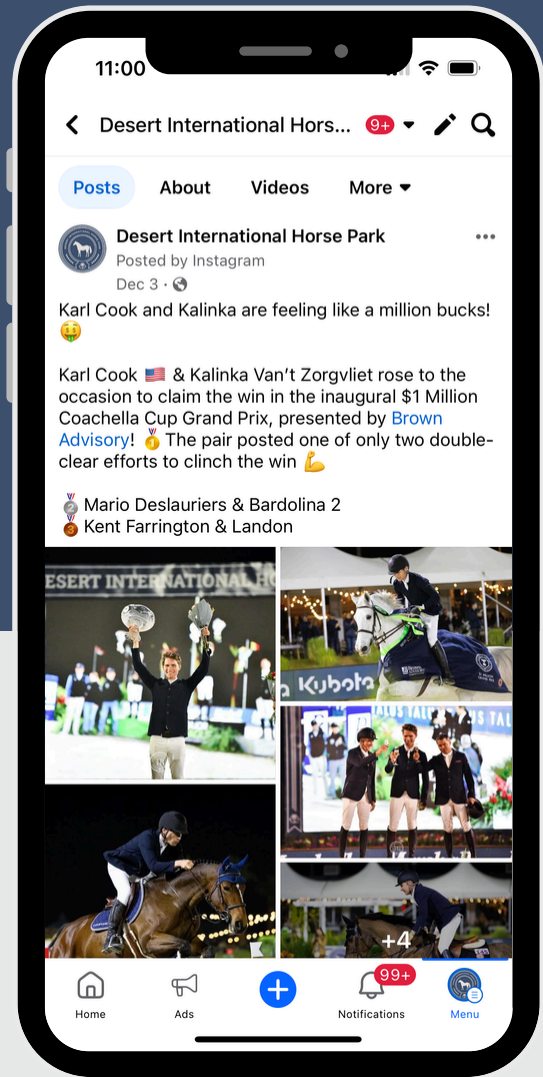 11:00
Desert International Hors... 9+
Posts About Videos More
Desert International Horse Park
Posted by Instagram
Dec 3 ·
Karl Cook and Kalinka are feeling like a million bucks!
🤑
Karl Cook 🇺🇸 & Kalinka Van’t Zorgvliet rose to the
occasion to claim the win in the inaugural $1 Million
Coachella Cup Grand Prix, presented by Brown
Advisory! 🥇 The pair posted one of only two double-
clear efforts to clinch the win 💪
🥈 Mario Deslauriers & Bardolina 2
🥉 Kent Farrington & Landon
ESERT INTERNATIONAL HO
Kubota
TALUS TAL
+4
99+
Home Ads Notifications Menu